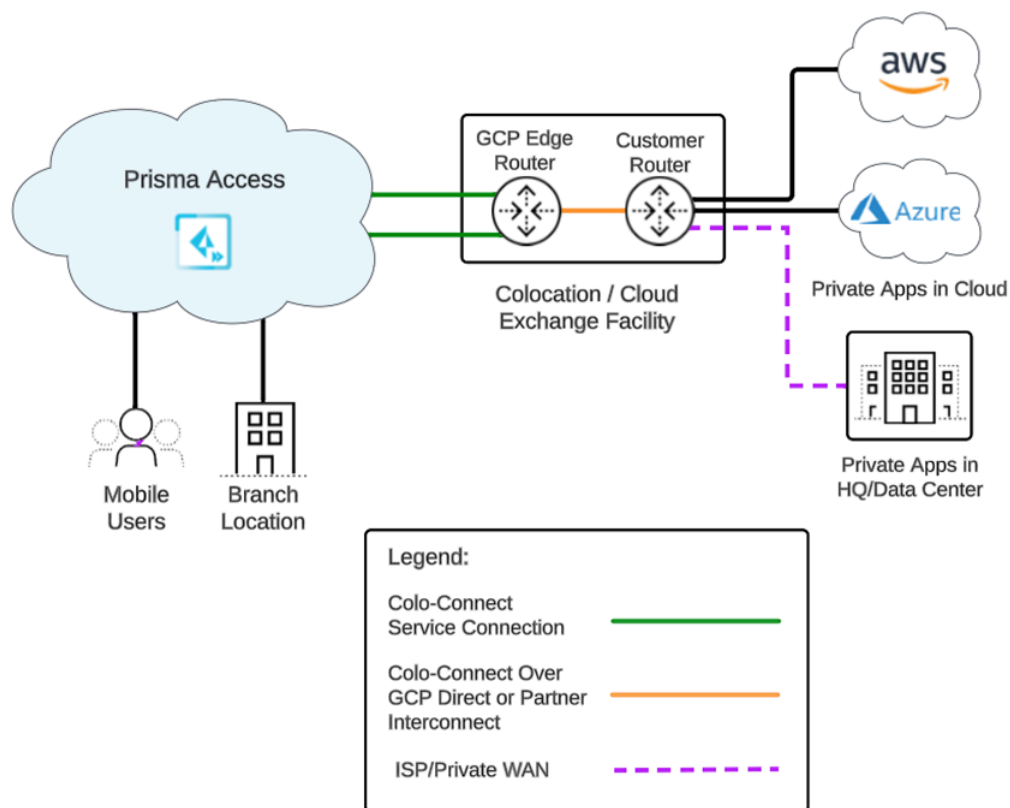 aws
GCP Edge
Router
Customer
Router
Prisma Access
Azure
Colocation / Cloud
Exchange Facility
Private Apps in Cloud
Private Apps in
HQ/Data Center
Mobile
Users
Branch
Location
Legend:
Colo-Connect
Service Connection
Colo-Connect Over
GCP Direct or Partner
Interconnect
ISP/Private WAN